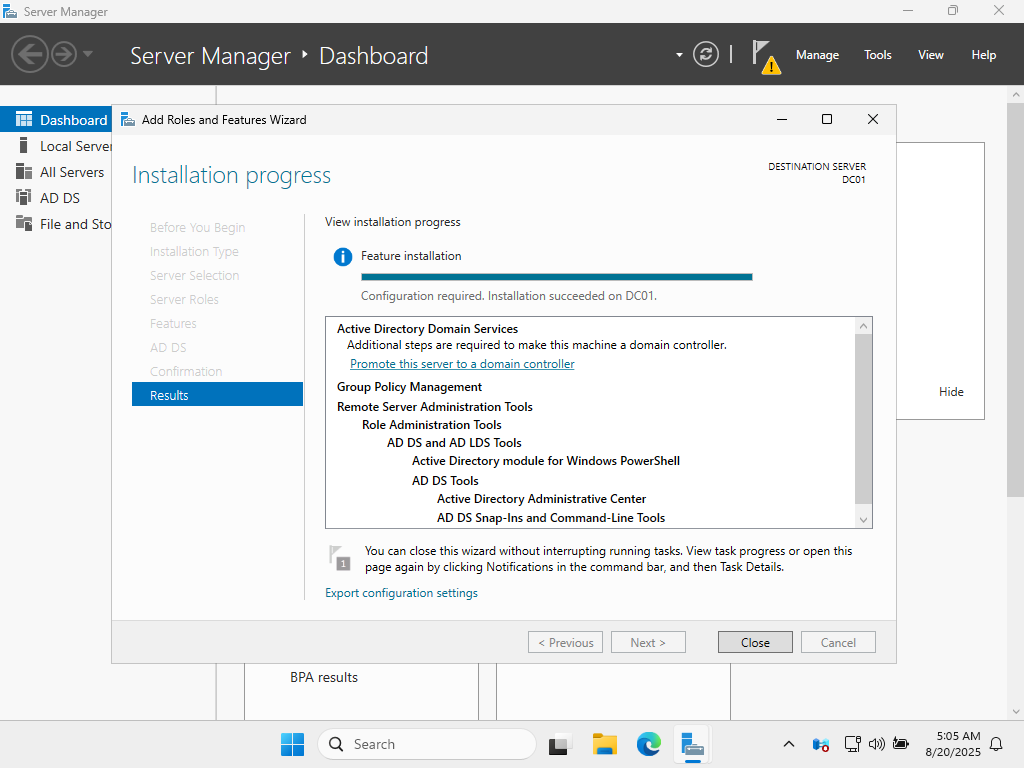 Server Manager
Server Manager ‣ Dashboard
Manage
Tools
View
Help
Dashboard
Local Server
All Servers
AD DS
File and Sto
Add Roles and Features Wizard
Installation progress
DESTINATION SERVER
DC01
Before You Begin
Installation Type
Server Selection
Server Roles
Features
AD DS
Confirmation
Results
View installation progress
Feature installation
Configuration required. Installation succeeded on DC01.
Active Directory Domain Services
Additional steps are required to make this machine a domain controller.
Promote this server to a domain controller
Group Policy Management
Remote Server Administration Tools
Role Administration Tools
AD DS and AD LDS Tools
Active Directory module for Windows PowerShell
AD DS Tools
Active Directory Administrative Center
AD DS Snap-Ins and Command-Line Tools
1
You can close this wizard without interrupting running tasks. View task progress or open this
page again by clicking Notifications in the command bar, and then Task Details.
Export configuration settings
< Previous
Next >
Close
Cancel
Hide
BPA results
Search
5:05 AM
8/20/2025